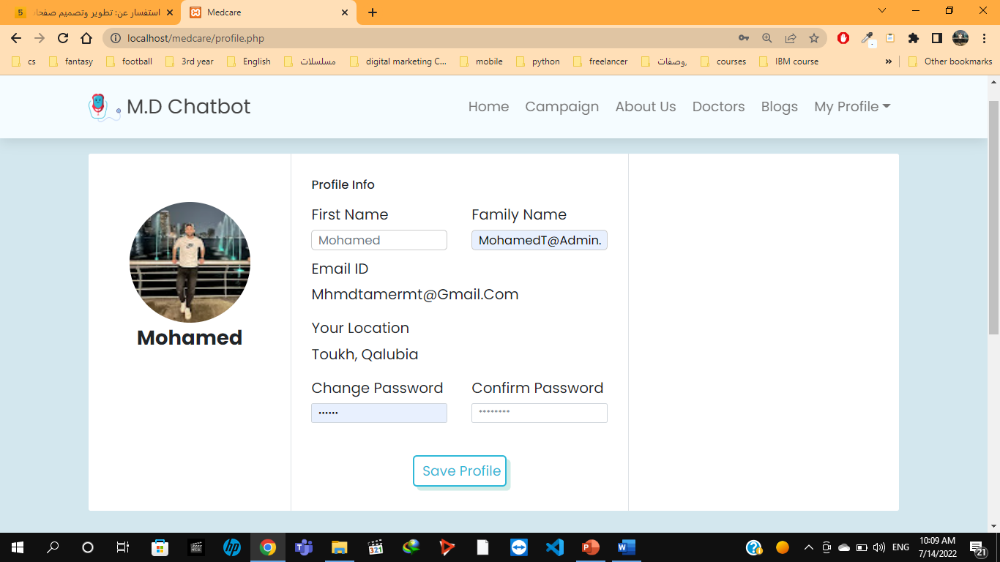 استفسار عن: تطوير وتصميم صفحا
Medcare
localhost/medcare/profile.php
cs
fantasy
football
3rd year
English
مسلسلات
digital marketing C...
mobile
python
freelancer
وصفات,
courses
IBM course
»
Other bookmarks
M.D Chatbot
Home
Campaign
About Us
Doctors
Blogs
My Profile
Profile Info
First Name
Family Name
Mohamed
MohamedT@Admin.
Email ID
Mhmdtamermt@Gmail.Com
Your Location
Toukh, Qalubia
Mohamed
Change Password
Confirm Password
••••••
********
Save Profile
ENG
10:09 AM
7/14/2022
21